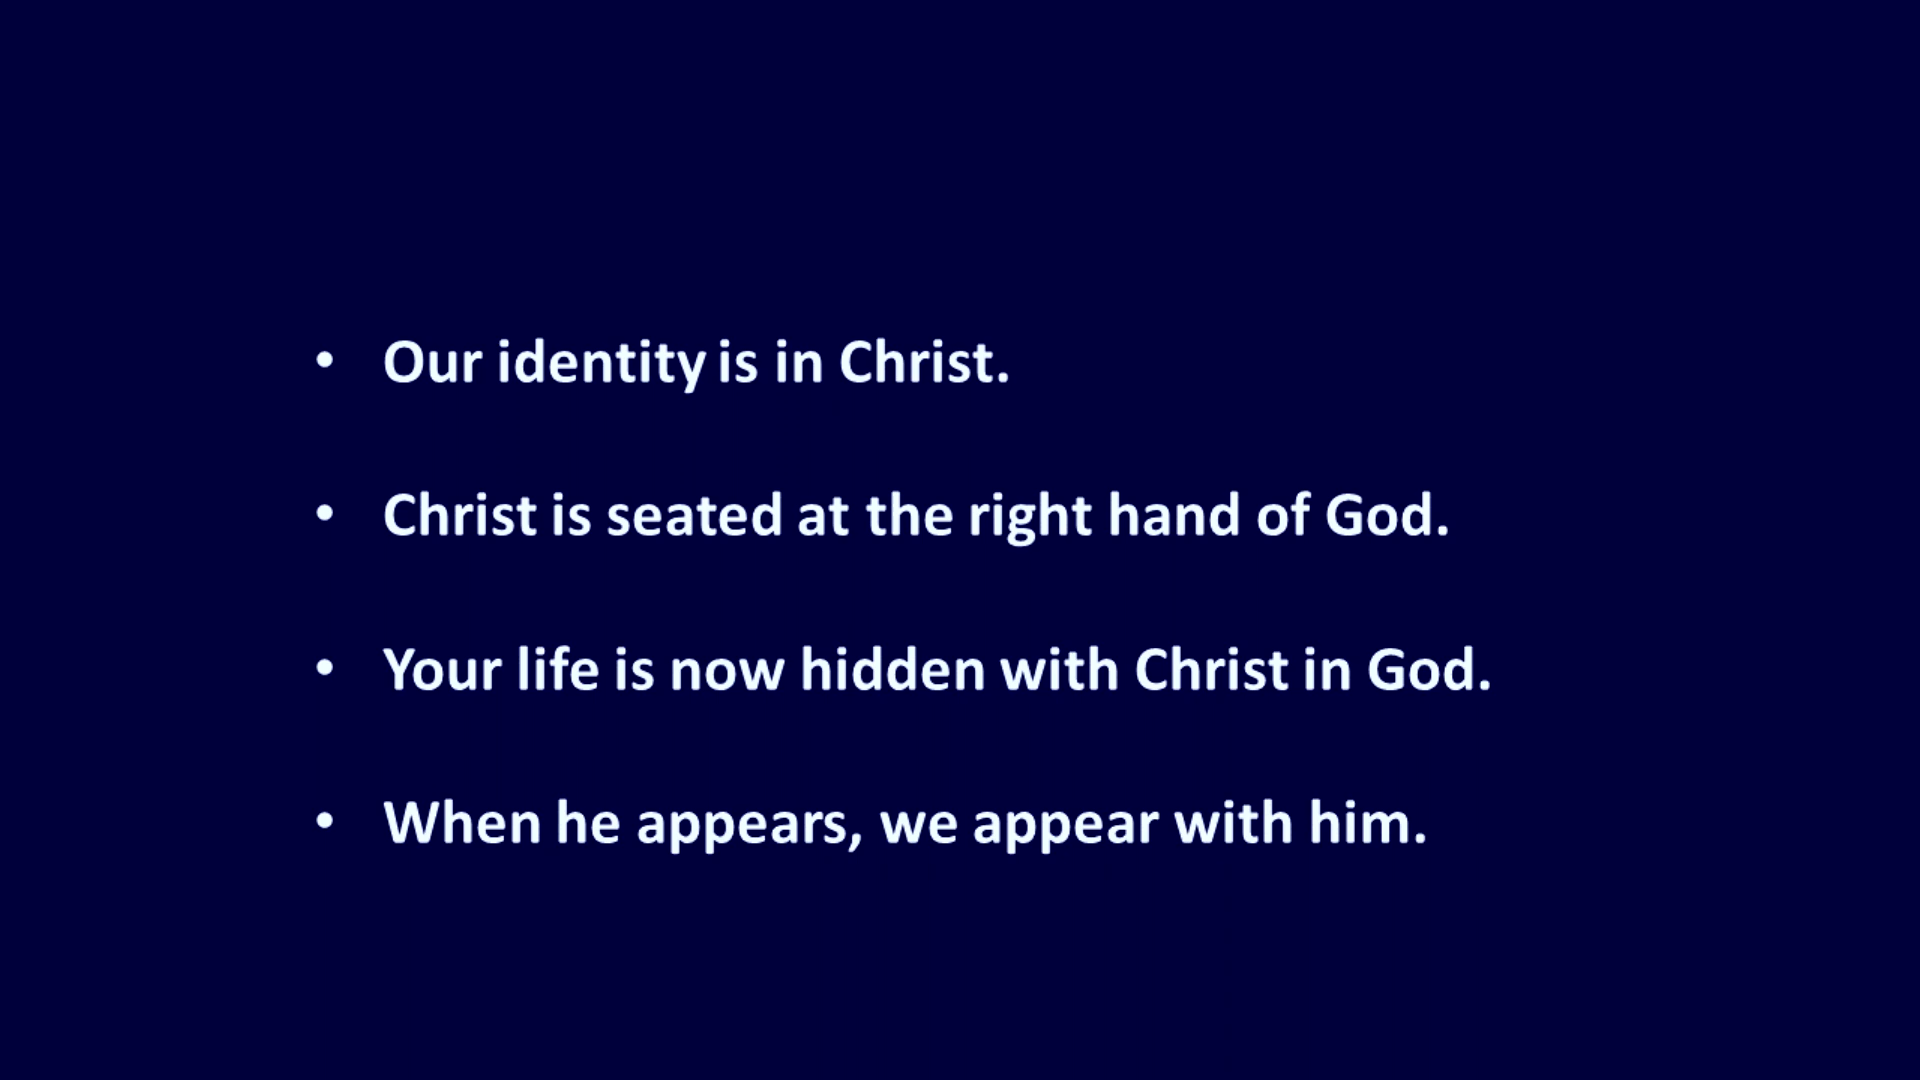 • Our identity is in Christ.
• Christ is seated at the right hand of God.
• Your life is now hidden with Christ in God.
• When he appears, we appear with him.